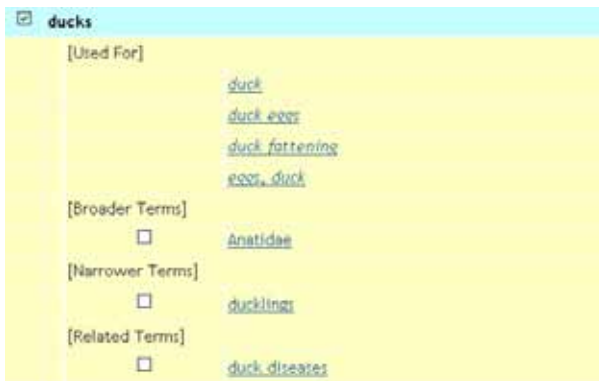 ducks
[Used For]
duck
duck eggs
duck fattening
eggs, duck
[Broader Terms]
Anatidae
[Narrower Terms]
ducklings
[Related Terms]
duck diseases